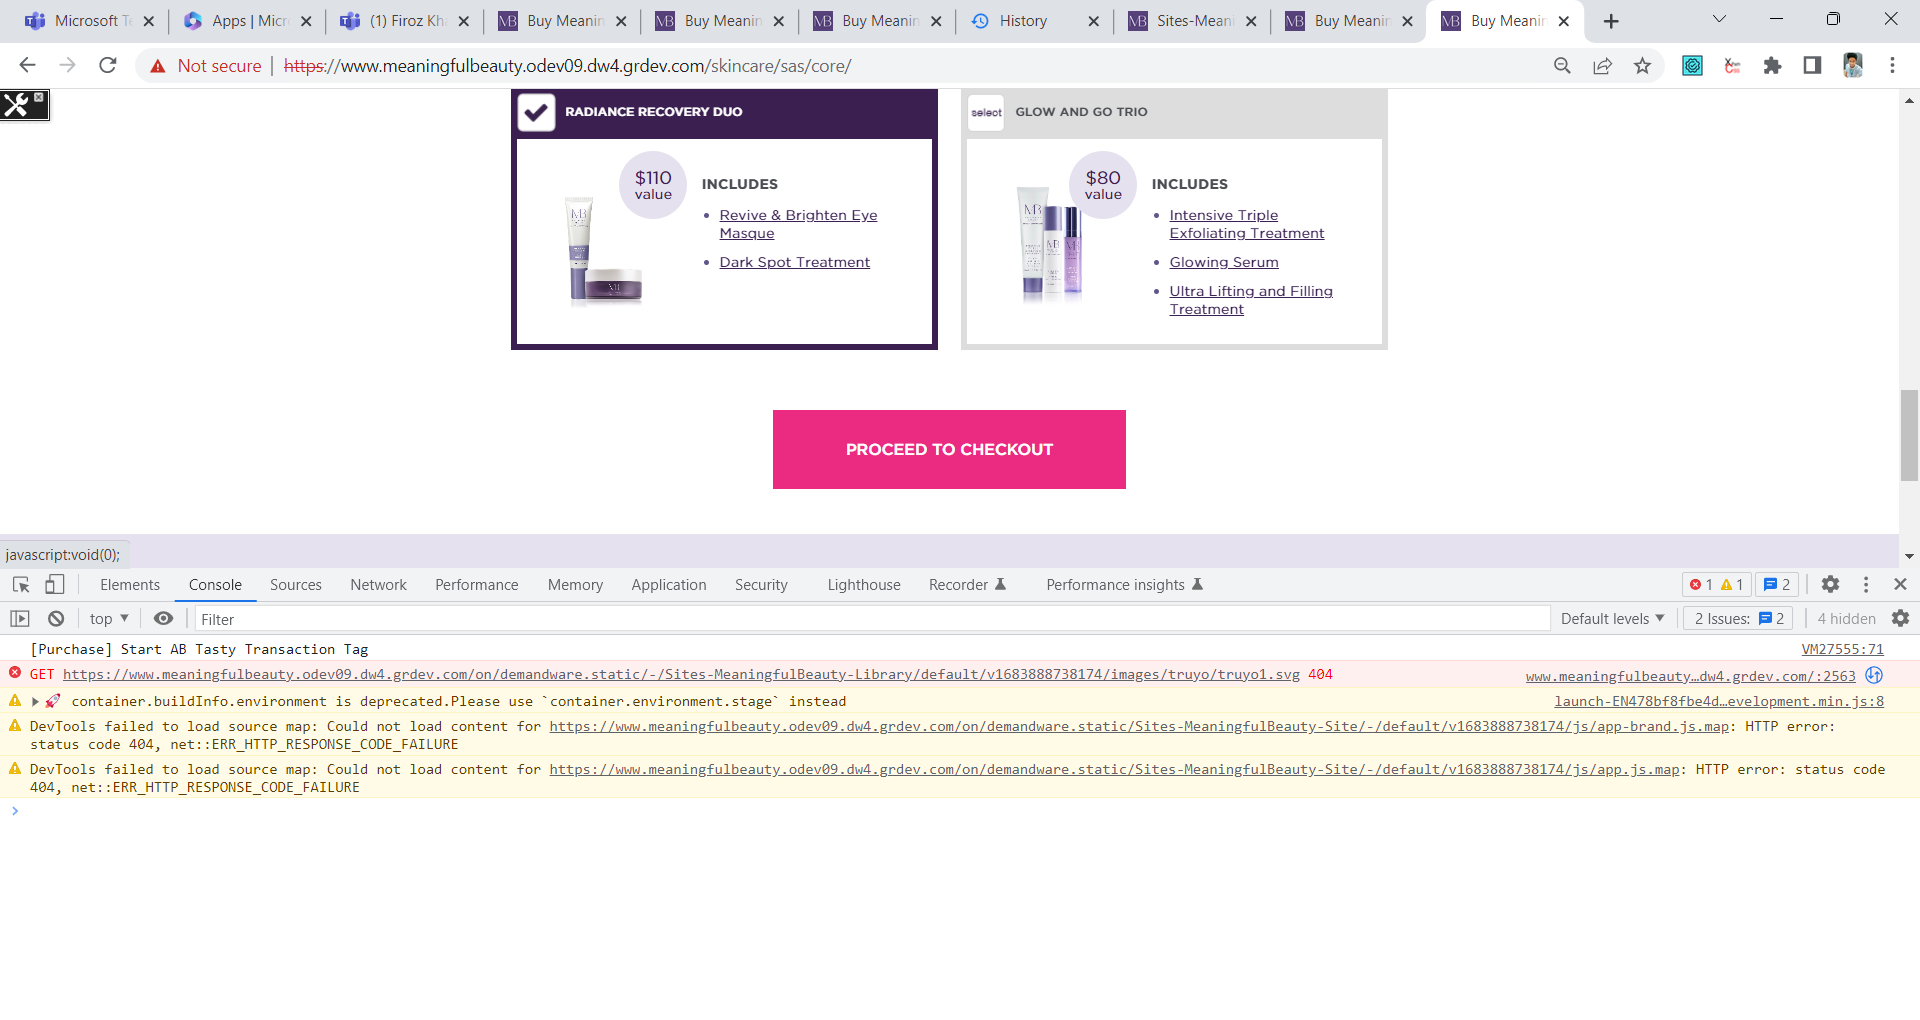 Microsoft Te
Apps | Micr
(1) Firoz Kh
Buy Meanin
Buy Meanin
Buy Meanin
History
Sites-Meani
Buy Meanin
Buy Meanin
Not secure | https://www.meaningfulbeauty.odev09.dw4.grdev.com/skincare/sas/core/
RADIANCE RECOVERY DUO
$110
value
INCLUDES
• Revive & Brighten Eye
Masque
• Dark Spot Treatment
select GLOW AND GO TRIO
$80
value
INCLUDES
• Intensive Triple
Exfoliating Treatment
• Glowing Serum
• Ultra Lifting and Filling
Treatment
PROCEED TO CHECKOUT
javascript:void(0);
Elements Console Sources Network Performance Memory Application Security Lighthouse Recorder Performance insights 1 1 2
top Filter Default levels 2 Issues: 2 4 hidden
[Purchase] Start AB Tasty Transaction Tag VM27555:71
GET https://www.meaningfulbeauty.odev09.dw4.grdev.com/on/demandware.static/-/Sites-MeaningfulBeauty-Library/default/v1683888738174/images/truyo/truyo1.svg 404 www.meaningfulbeauty…dw4.grdev.com/:2563
container.buildInfo.environment is deprecated.Please use `container.environment.stage` instead launch-EN478bf8fbe4d…evelopment.min.js:8
DevTools failed to load source map: Could not load content for https://www.meaningfulbeauty.odev09.dw4.grdev.com/on/demandware.static/Sites-MeaningfulBeauty-Site/-/default/v1683888738174/js/app-brand.js.map: HTTP error:
status code 404, net::ERR_HTTP_RESPONSE_CODE_FAILURE
DevTools failed to load source map: Could not load content for https://www.meaningfulbeauty.odev09.dw4.grdev.com/on/demandware.static/Sites-MeaningfulBeauty-Site/-/default/v1683888738174/js/app.js.map: HTTP error: status code
404, net::ERR_HTTP_RESPONSE_CODE_FAILURE